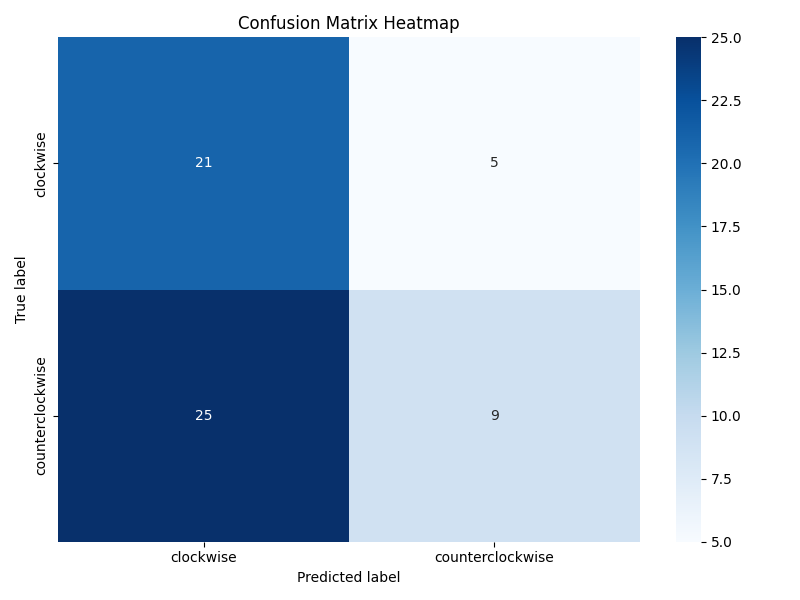 Confusion Matrix Heatmap
clockwise
counterclockwise
True label
21
5
25
9
clockwise
counterclockwise
Predicted label
25.0
22.5
20.0
17.5
15.0
12.5
10.0
7.5
5.0